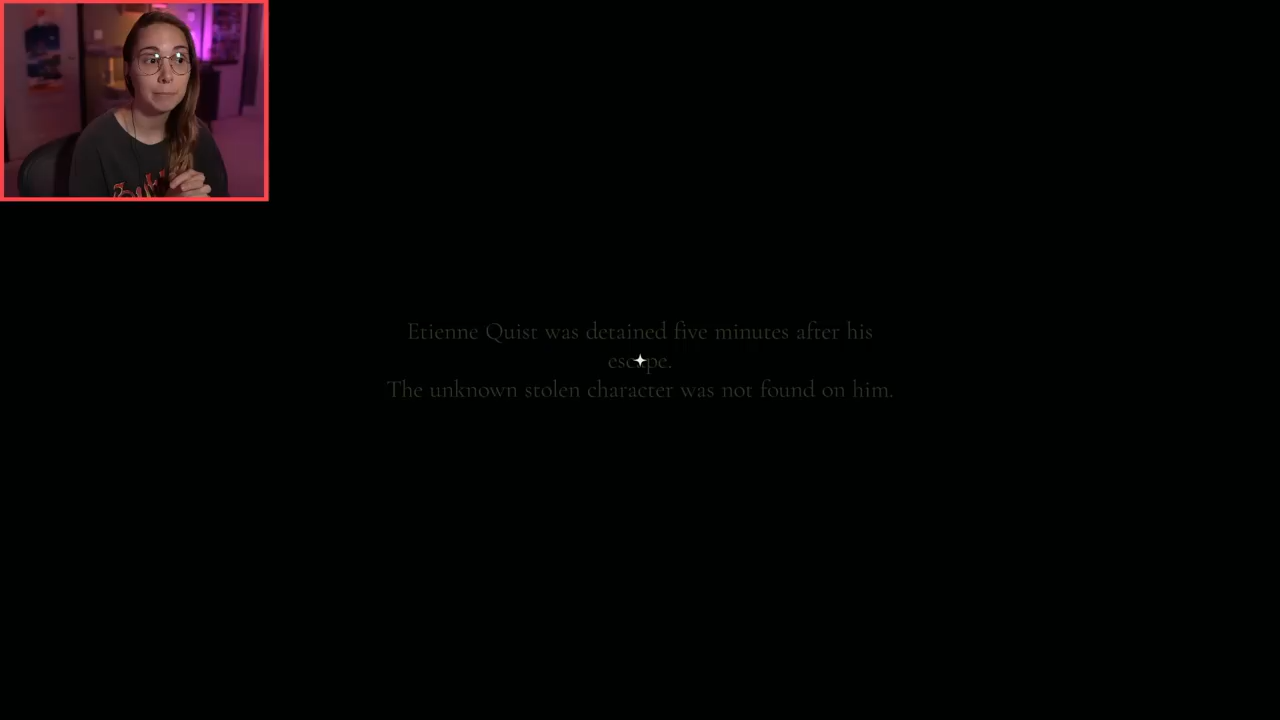 Etienne Quist was detained five minutes after his
escape.
The unknown stolen character was not found on him.